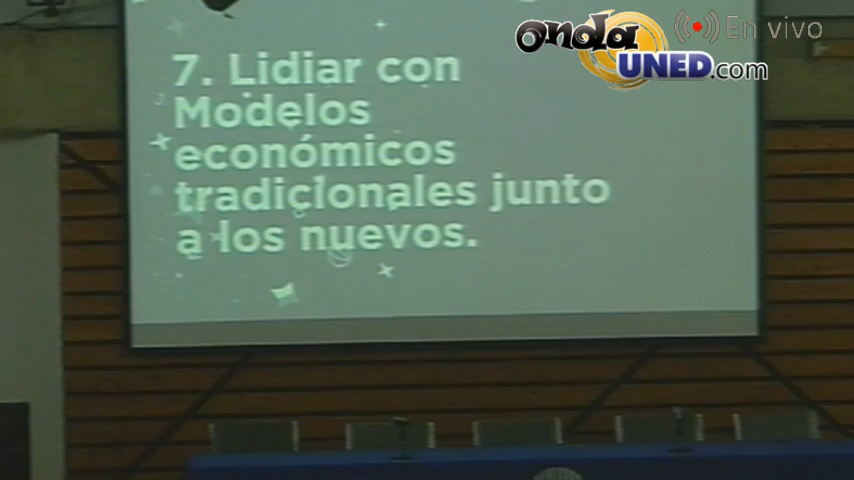 onda
UNED.com
En vivo
7. Lidiar con
Modelos
económicos
tradicionales junto
a los nuevos.